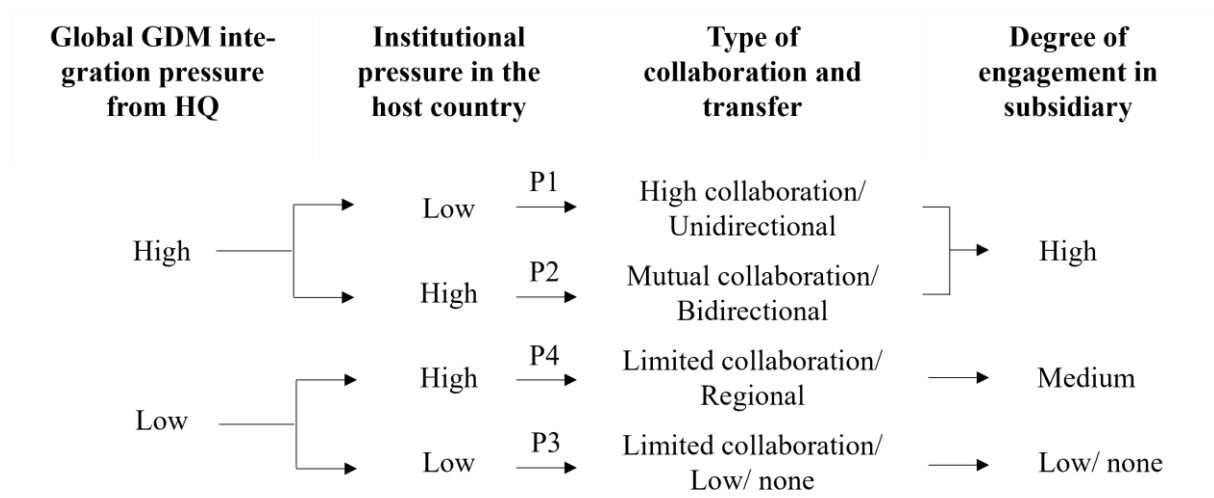 Global GDM inte-
gration pressure
from HQ
Institutional
pressure in the
host country
Type of
collaboration and
transfer
Degree of
engagement in
subsidiary
High
Low
P1
High collaboration/
Unidirectional
High
P2
Mutual collaboration/
Bidirectional
High
Low
High
P4
Limited collaboration/
Regional
Medium
Low
P3
Limited collaboration/
Low/ none
Low/ none